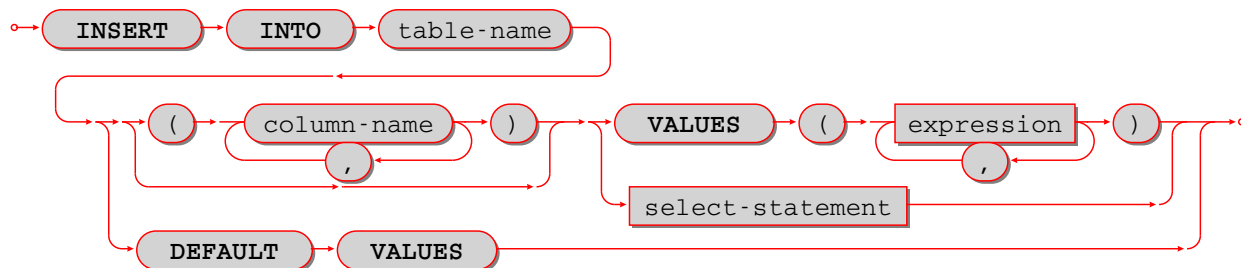 INSERT INTO table-name
( column-name ) VALUES ( expression )
, ,
select-statement
DEFAULT VALUES